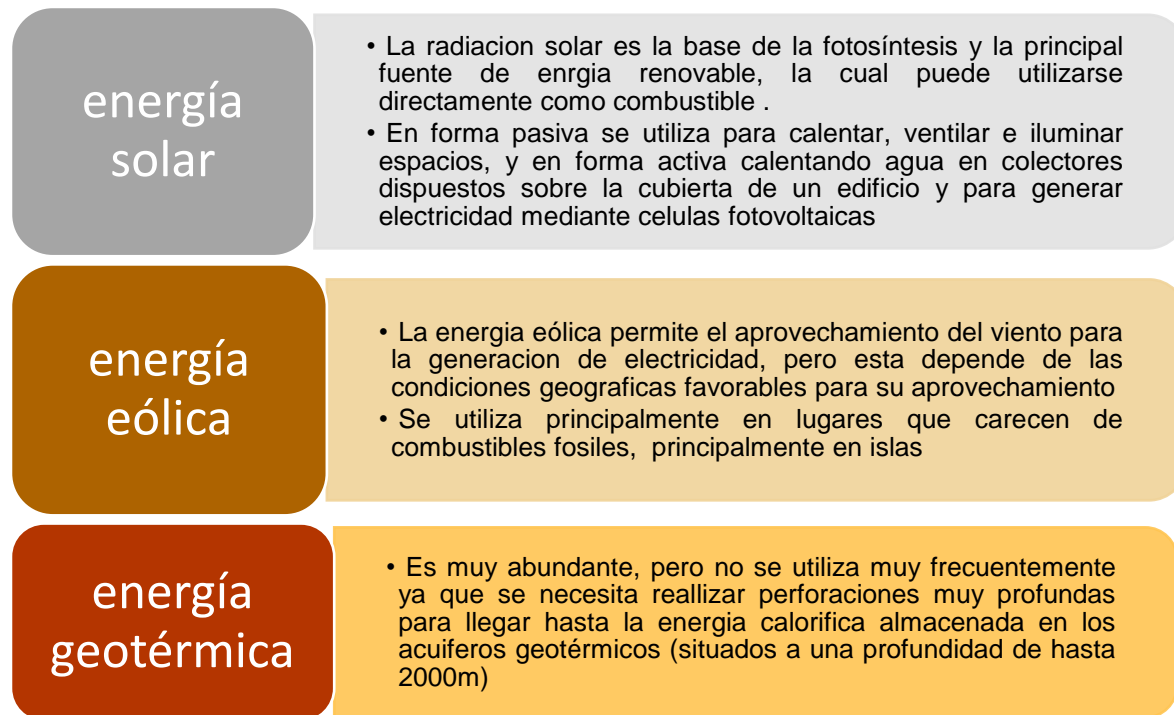 energía
solar
• La radiacion solar es la base de la fotosíntesis y la principal
fuente de enrgia renovable, la cual puede utilizarse
directamente como combustible .
• En forma pasiva se utiliza para calentar, ventilar e iluminar
espacios, y en forma activa calentando agua en colectores
dispuestos sobre la cubierta de un edificio y para generar
electricidad mediante celulas fotovoltaicas
energía
eólica
• La energia eólica permite el aprovechamiento del viento para
la generacion de electricidad, pero esta depende de las
condiciones geograficas favorables para su aprovechamiento
• Se utiliza principalmente en lugares que carecen de
combustibles fosiles, principalmente en islas
energía
geotérmica
• Es muy abundante, pero no se utiliza muy frecuentemente
ya que se necesita reallizar perforaciones muy profundas
para llegar hasta la energia calorifica almacenada en los
acuiferos geotérmicos (situados a una profundidad de hasta
2000m)